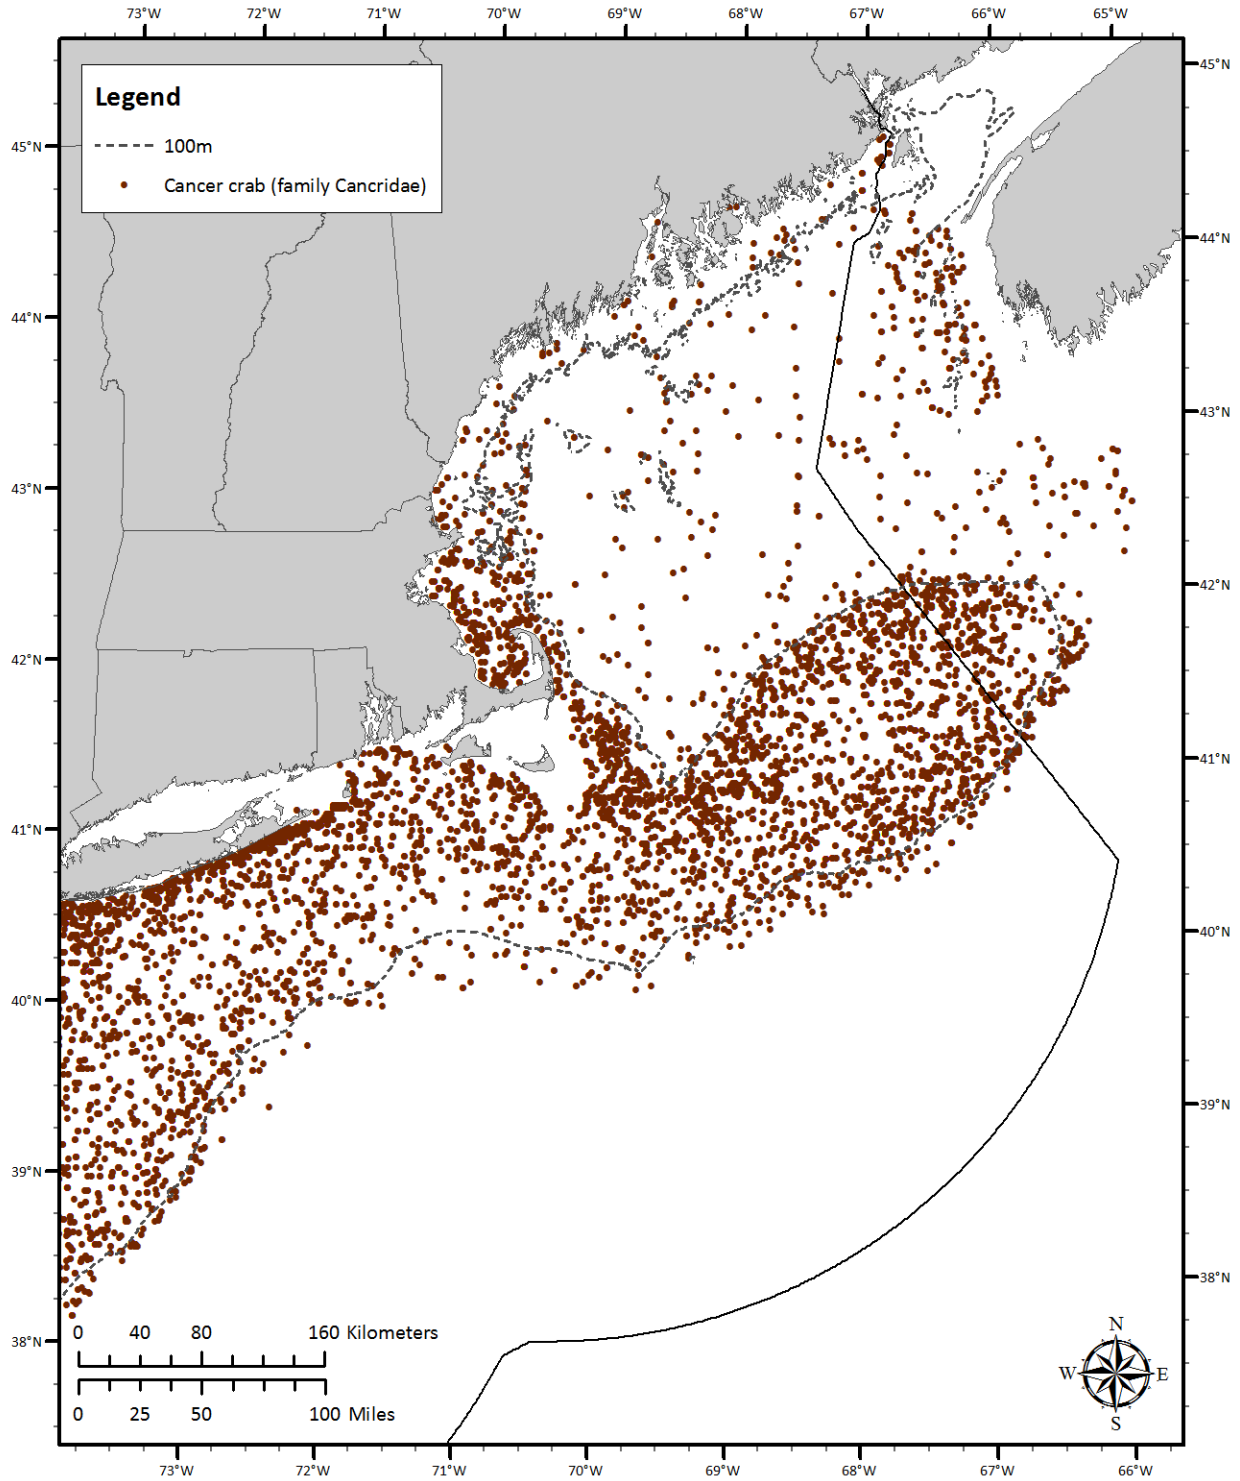 73°W 72°W 71°W 70°W 69°W 68°W 67°W 66°W 65°W
Legend
100m
Cancer crab (family Cancridae)
45°N
44°N
43°N
42°N
41°N
40°N
39°N
38°N
45°N
44°N
43°N
42°N
41°N
40°N
39°N
38°N
0 40 80 160 Kilometers
0 25 50 100 Miles
N
W E
S
73°W 72°W 71°W 70°W 69°W 68°W 67°W 66°W